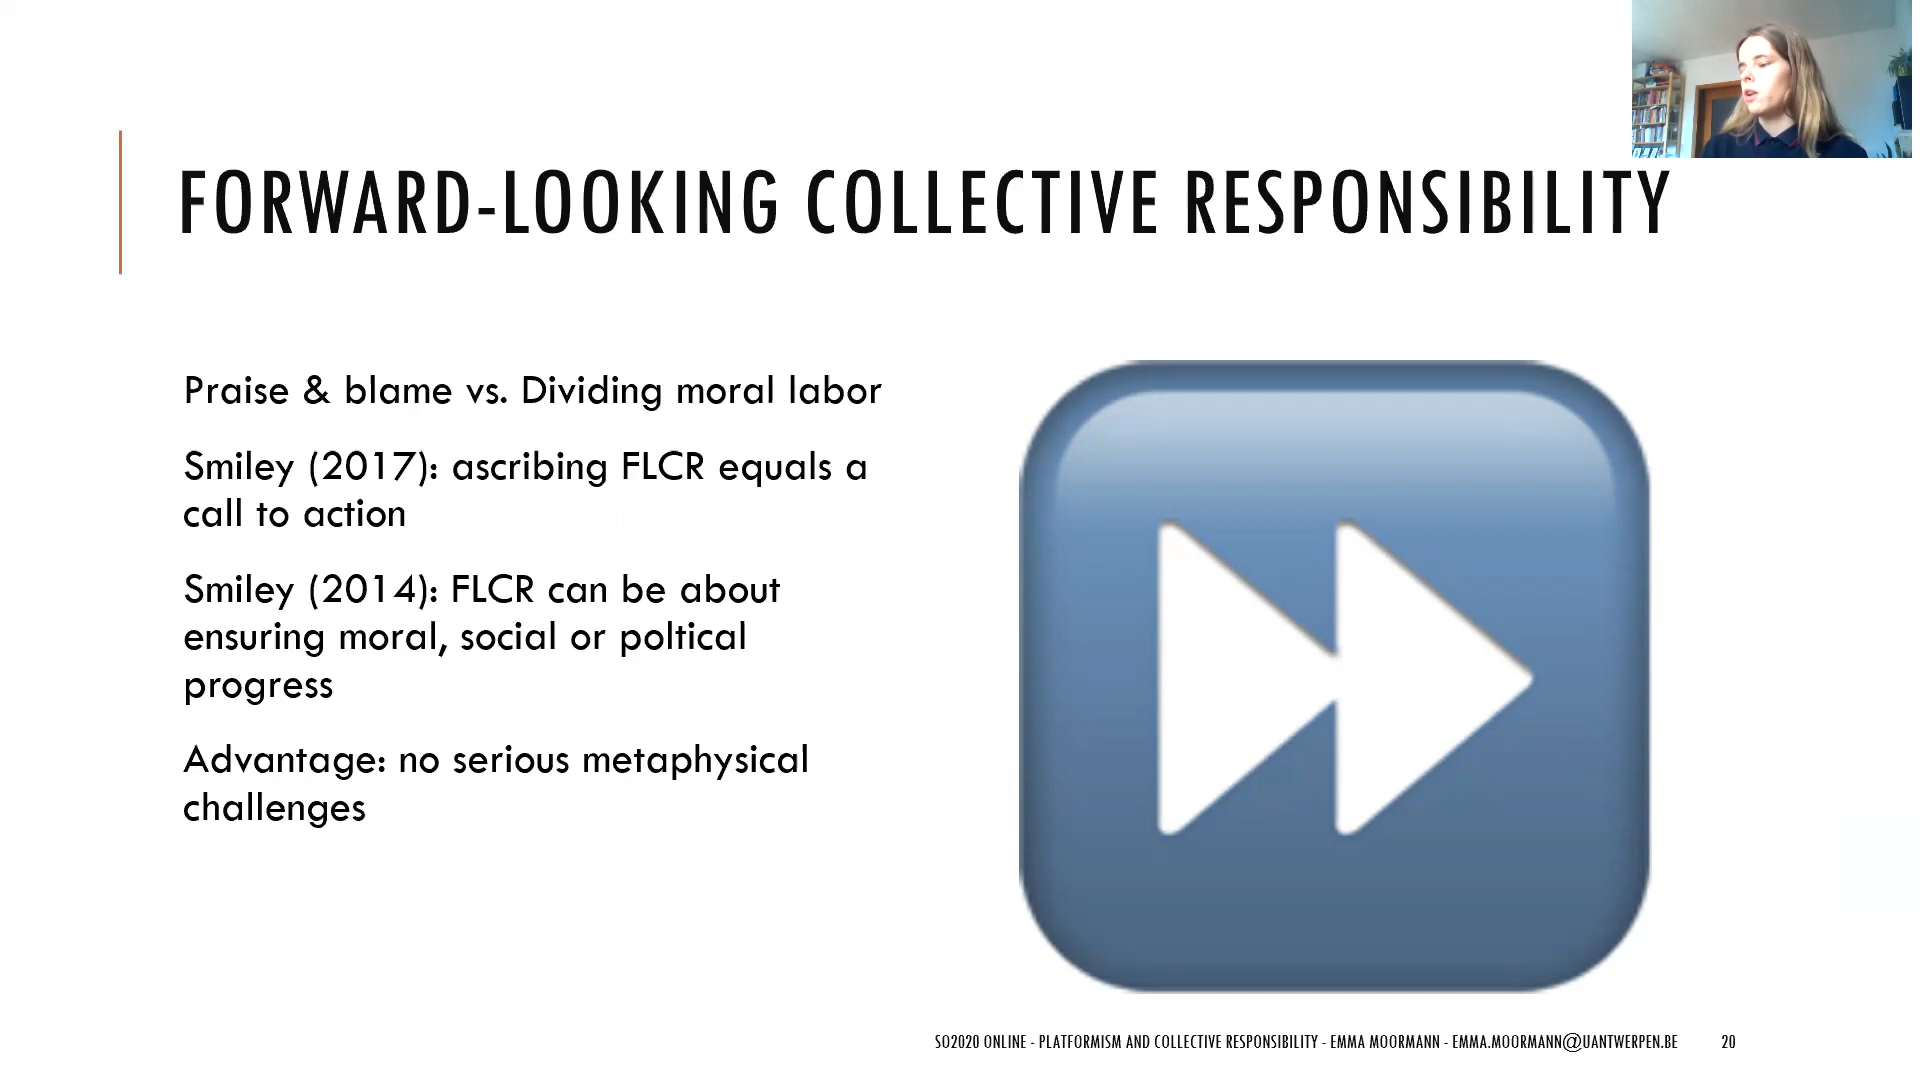 FORWARD-LOOKING COLLECTIVE RESPONSIBILITY
Praise & blame vs. Dividing moral labor
Smiley (2017): ascribing FLCR equals a
call to action
Smiley (2014): FLCR can be about
ensuring moral, social or poltical
progress
Advantage: no serious metaphysical
challenges
SO2020 ONLINE - PLATFORMISM AND COLLECTIVE RESPONSIBILITY - EMMA MOORMANN - EMMA.MOORMANN@UANTWERPEN.BE 20